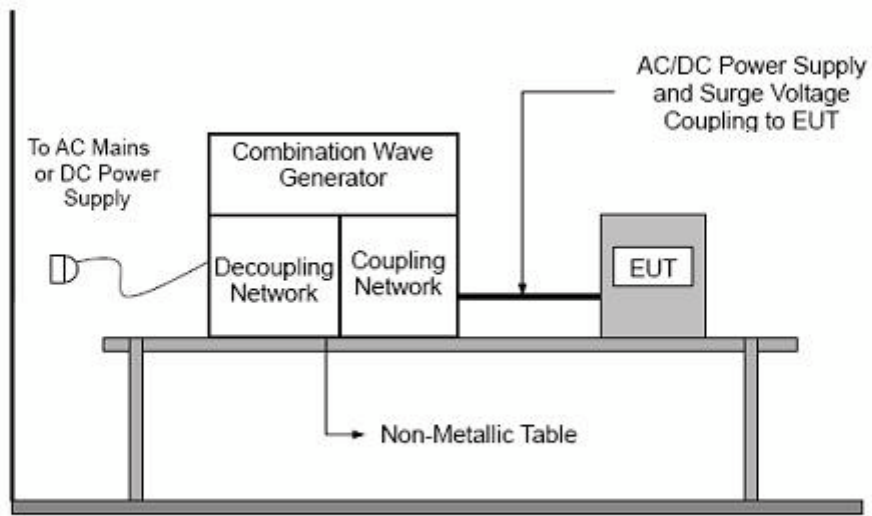 AC/DC Power Supply
and Surge Voltage
Coupling to EUT
To AC Mains
or DC Power
Supply
Combination Wave
Generator
Decoupling
Network
Coupling
Network
EUT
Non-Metallic Table